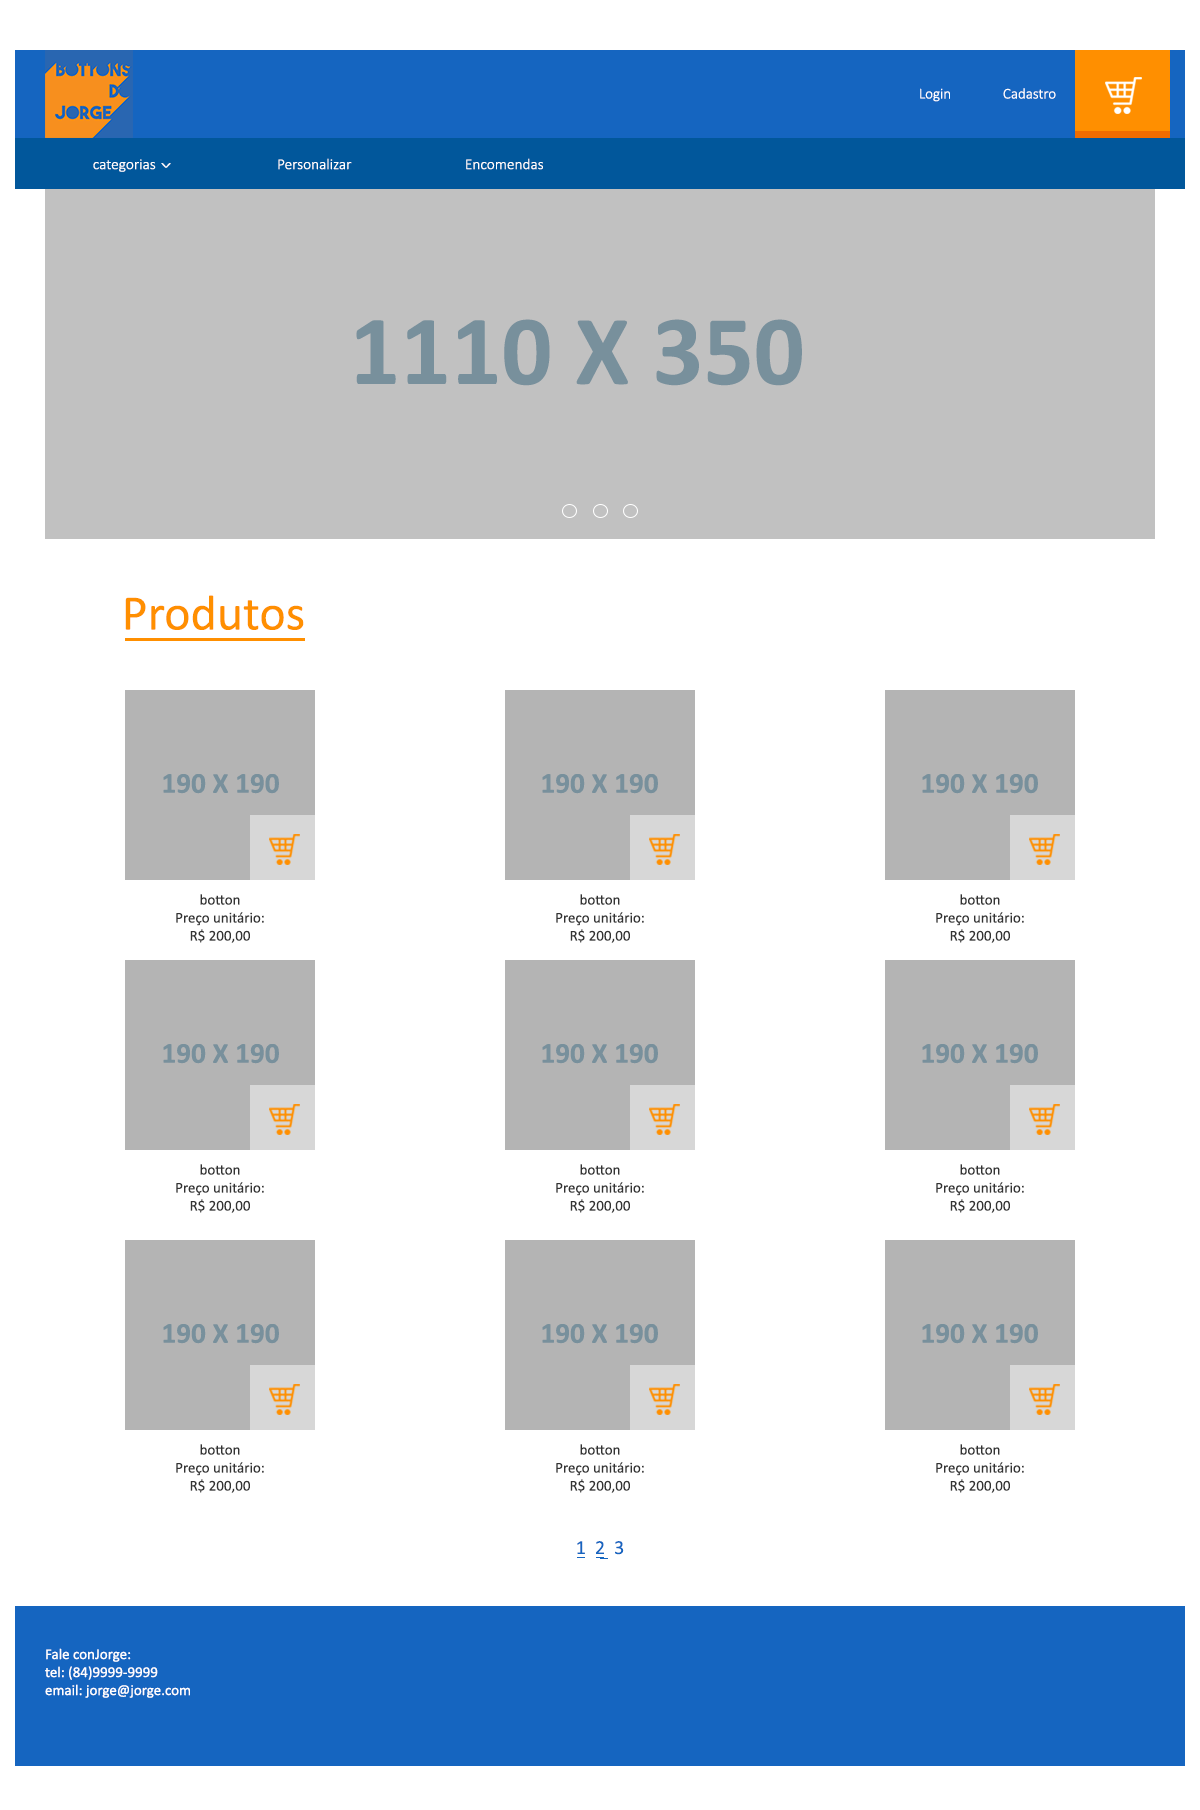 BOTTONS
DO
JORGE
Login
Cadastro
categorias
Personalizar
Encomendas
1110 X 350
Produtos
190 X 190
190 X 190
190 X 190
botton
Preço unitário:
R$ 200,00
botton
Preço unitário:
R$ 200,00
botton
Preço unitário:
R$ 200,00
190 X 190
190 X 190
190 X 190
botton
Preço unitário:
R$ 200,00
botton
Preço unitário:
R$ 200,00
botton
Preço unitário:
R$ 200,00
190 X 190
190 X 190
190 X 190
botton
Preço unitário:
R$ 200,00
botton
Preço unitário:
R$ 200,00
botton
Preço unitário:
R$ 200,00
1 2 3
Fale conJorge:
tel: (84)9999-9999
email: jorge@jorge.com